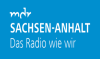 mdr
SACHSEN-ANHALT
Das Radio wie wir